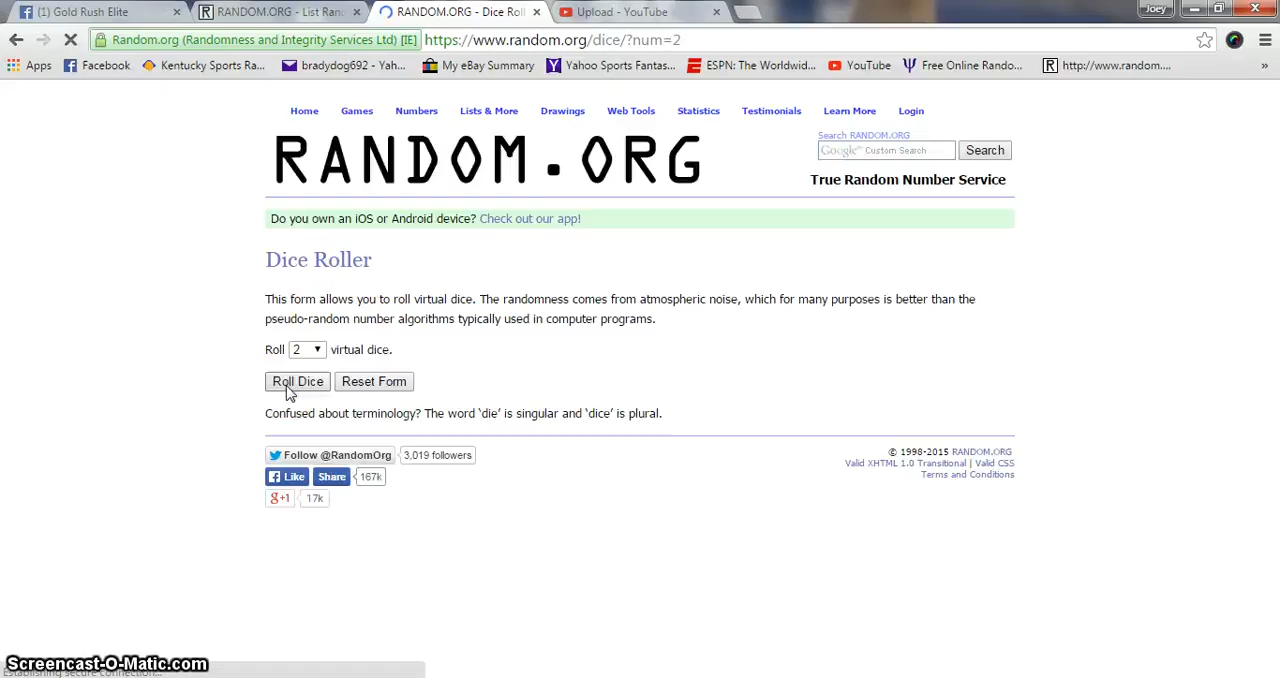 (1) Gold Rush Elite
RANDOM.ORG - List Ran
RANDOM.ORG - Dice Rol
Upload - YouTube
Joey
Random.org (Randomness and Integrity Services Ltd) [IE]
https://www.random.org/dice/?num=2
Apps
Facebook
Kentucky Sports Ra...
bradydog692 - Yah...
My eBay Summary
Yahoo Sports Fantas...
ESPN: The Worldwid...
YouTube
Free Online Rando...
http://www.random....
»
Home Games Numbers Lists & More Drawings Web Tools Statistics Testimonials Learn More Login
RANDOM.ORG
Search RANDOM.ORG
Google™ Custom Search
Search
True Random Number Service
Do you own an iOS or Android device? Check out our app!
Dice Roller
This form allows you to roll virtual dice. The randomness comes from atmospheric noise, which for many purposes is better than the
pseudo-random number algorithms typically used in computer programs.
Roll 2 virtual dice.
Roll Dice Reset Form
Confused about terminology? The word ‘die’ is singular and ‘dice’ is plural.
Follow @RandomOrg 3,019 followers
Like Share 167k
g+1 17k
© 1998-2015 RANDOM.ORG
Valid XHTML 1.0 Transitional | Valid CSS
Terms and Conditions
Screencast-O-Matic.com
Establishing secure connection...